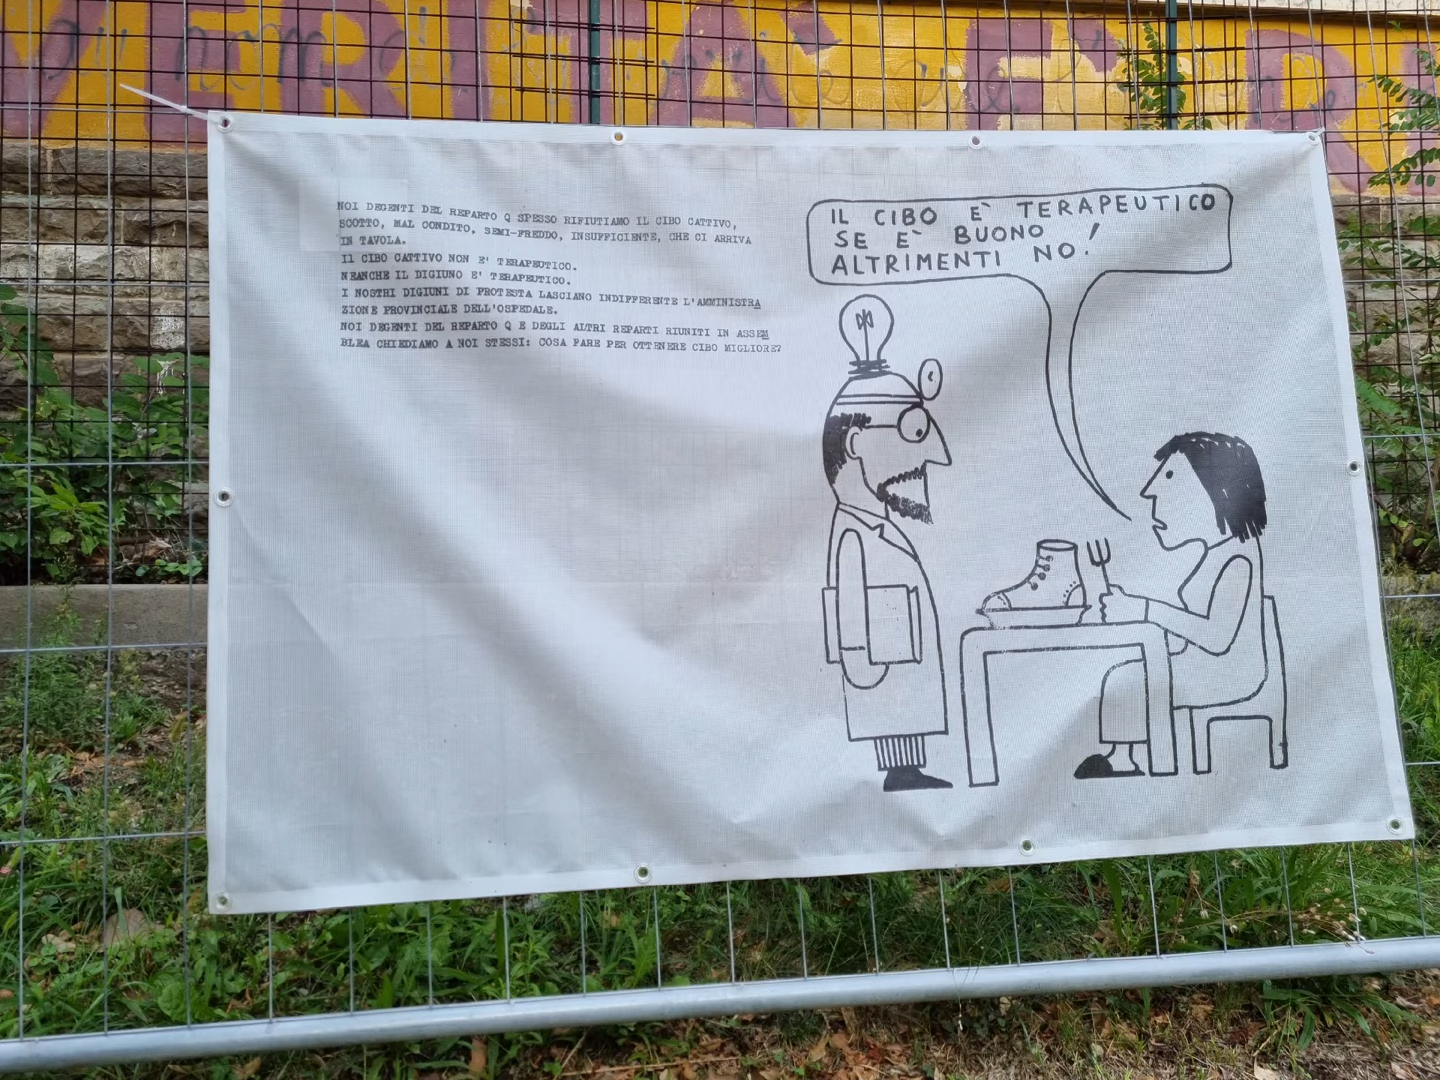 NOI DEGENTI DEL REPARTO Q SPESSO RIFIUTIAMO IL CIBO CATTIVO,
SCOTTO, MAL CONDITO, SEMI-FREDDO, INSUFFICIENTE, CHE CI ARRIVA
IN TAVOLA.
Il CIBO CATTIVO NON E' TERAPEUTICO.
NEANCHE IL DIGIUNO E' TERAPEUTICO.
I NOSTRI DIGIUNI DI PROTESTA LASCIANO INDIFFERENTE L'AMMINISTRA
ZIONE PROVINCIALE DELL'OSPEDALE.
NOI DEGENTI DEL REPARTO Q E DEGLI ALTRI REPARTI RIUNITI IN ASSEM
BLEA CHIEDIAMO A NOI STESSI: COSA FARE PER OTTENERE CIBO MIGLIORE?
IL CIBO E` TERAPEUTICO
SE E` BUONO
ALTRIMENTI NO!